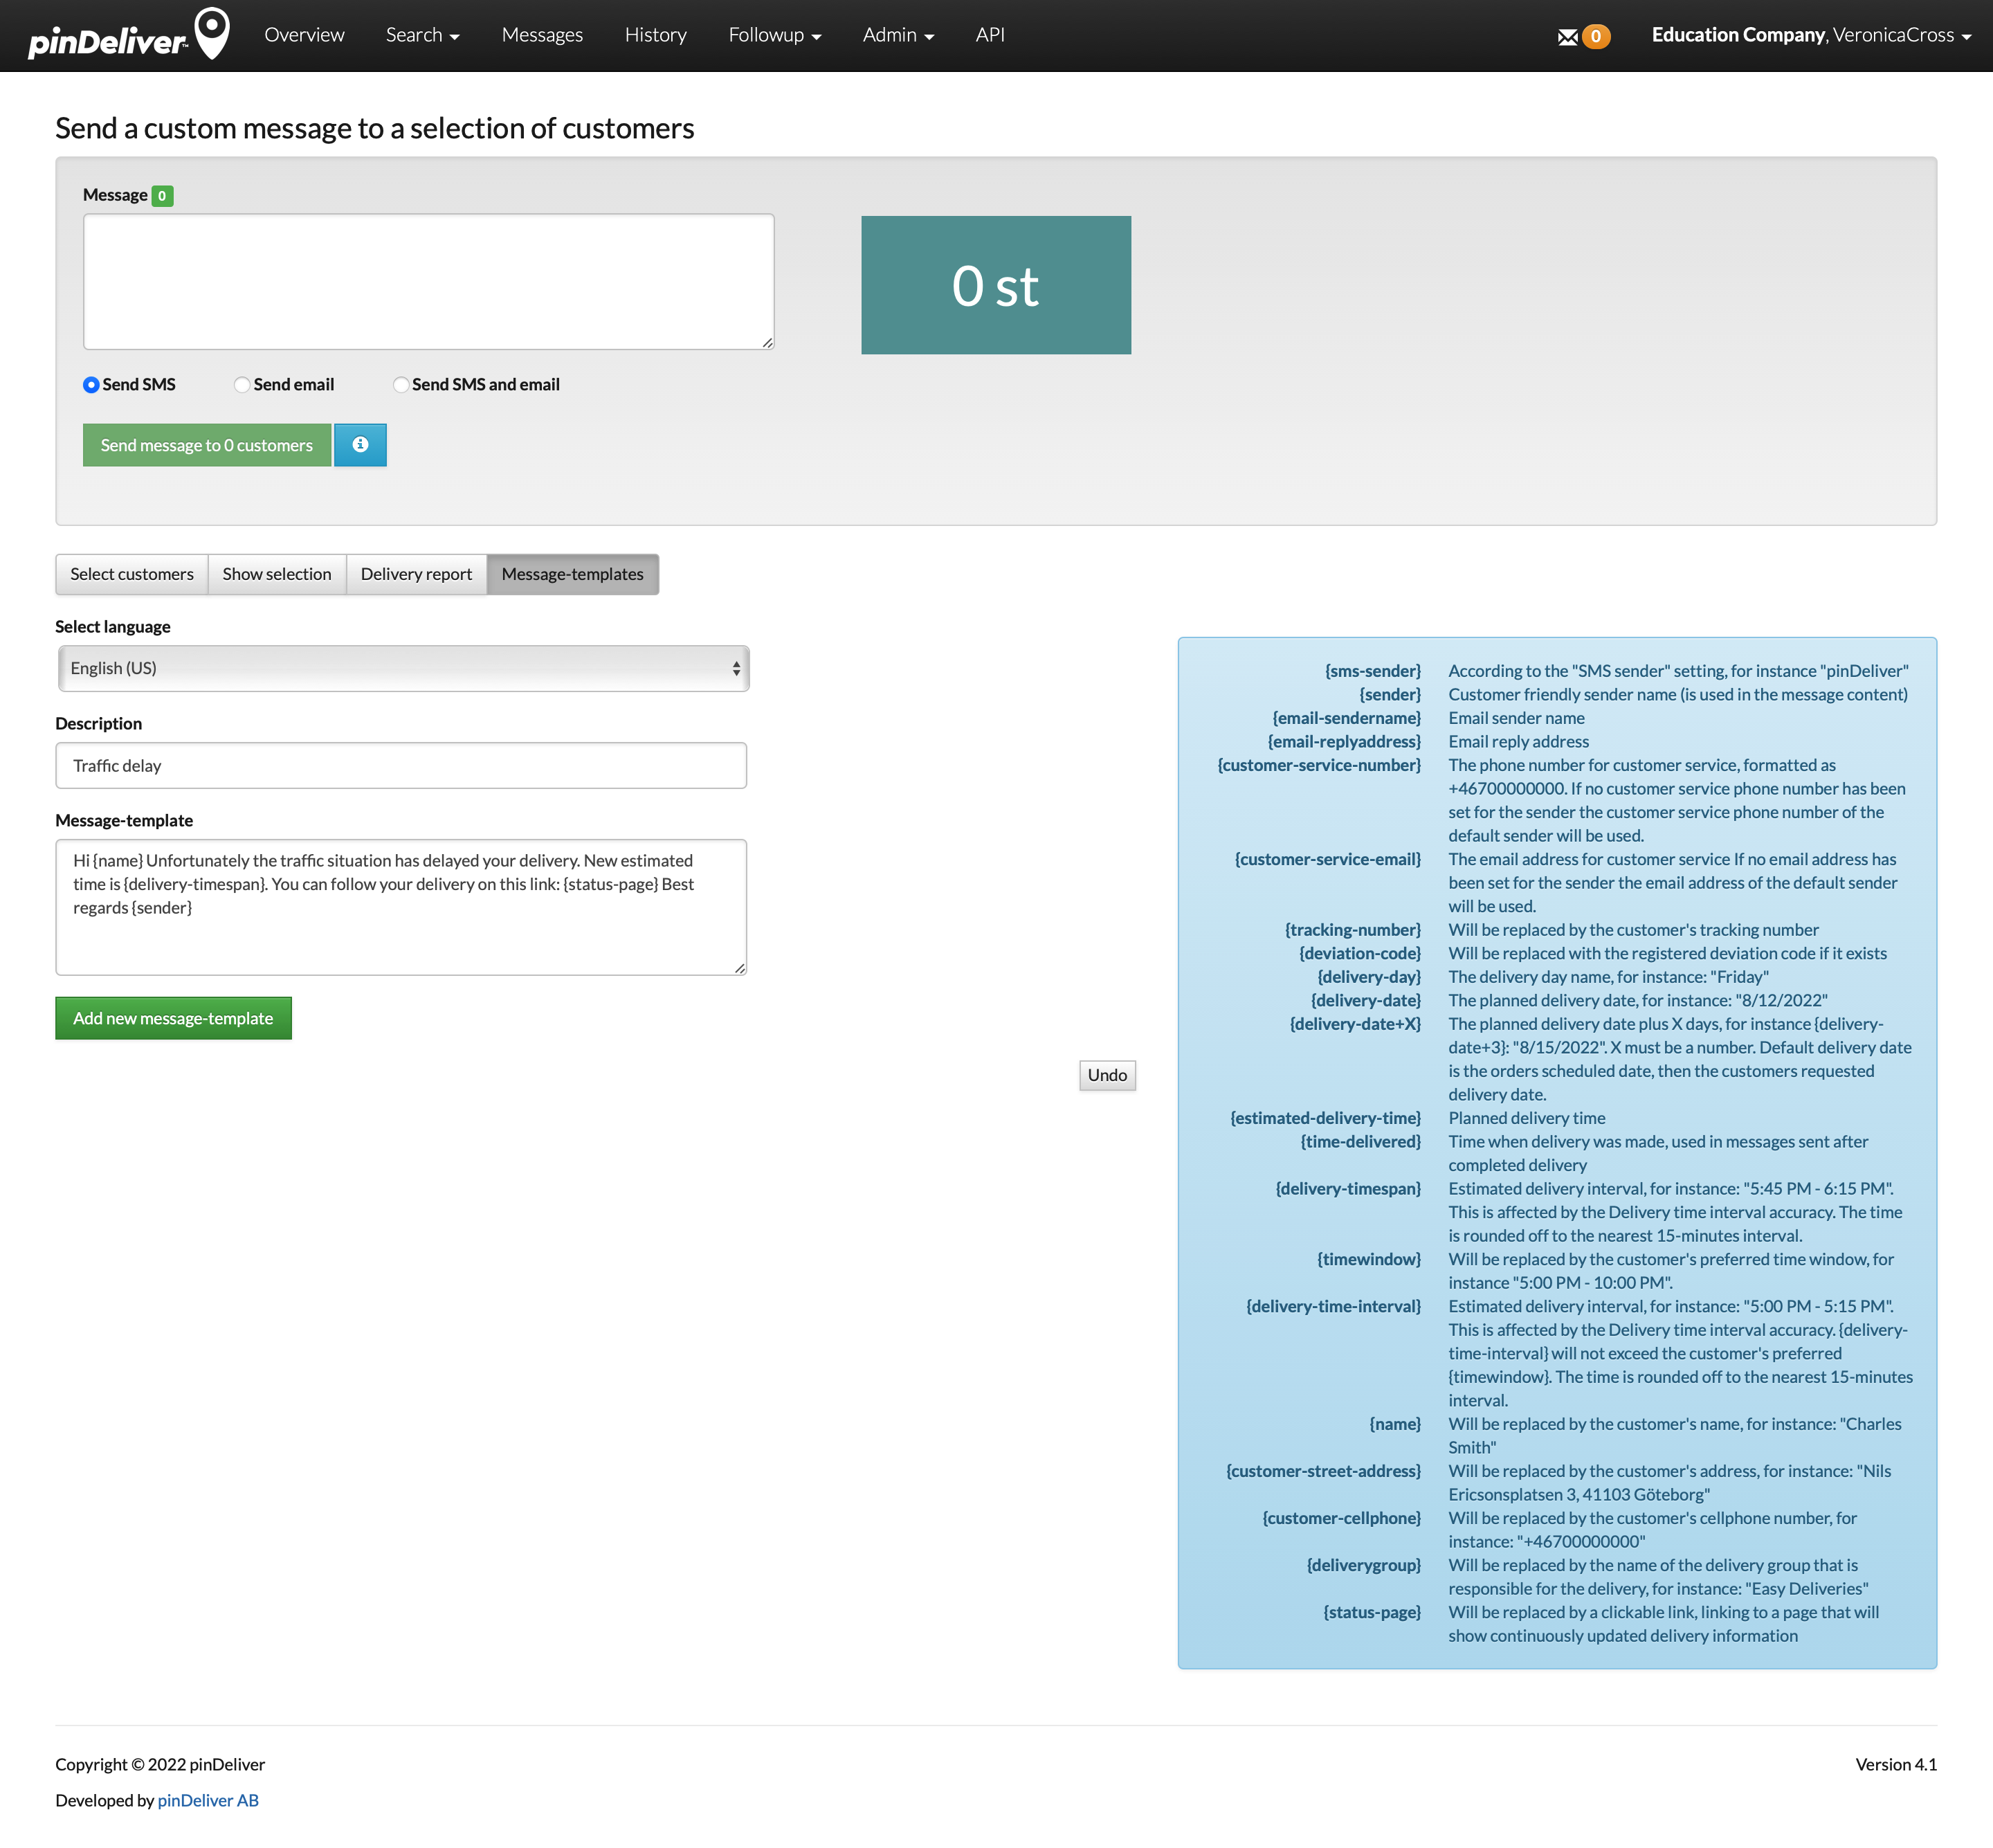 pinDeliver™ Overview Search Messages History Followup Admin API 0 Education Company, VeronicaCross
Send a custom message to a selection of customers
Message 0
0 st
Send SMS Send email Send SMS and email
Send message to 0 customers
Select customers Show selection Delivery report Message-templates
Select language
English (US)
Description
Traffic delay
Message-template
Hi {name} Unfortunately the traffic situation has delayed your delivery. New estimated
time is {delivery-timespan}. You can follow your delivery on this link: {status-page} Best
regards {sender}
Add new message-template
Undo
{sms-sender} According to the "SMS sender" setting, for instance "pinDeliver"
{sender} Customer friendly sender name (is used in the message content)
{email-sendername} Email sender name
{email-replyaddress} Email reply address
{customer-service-number} The phone number for customer service, formatted as
+46700000000. If no customer service phone number has been
set for the sender the customer service phone number of the
default sender will be used.
{customer-service-email} The email address for customer service If no email address has
been set for the sender the email address of the default sender
will be used.
{tracking-number} Will be replaced by the customer's tracking number
{deviation-code} Will be replaced with the registered deviation code if it exists
{delivery-day} The delivery day name, for instance: "Friday"
{delivery-date} The planned delivery date, for instance: "8/12/2022"
{delivery-date+X} The planned delivery date plus X days, for instance {delivery-
date+3}: "8/15/2022". X must be a number. Default delivery date
is the orders scheduled date, then the customers requested
delivery date.
{estimated-delivery-time} Planned delivery time
{time-delivered} Time when delivery was made, used in messages sent after
completed delivery
{delivery-timespan} Estimated delivery interval, for instance: "5:45 PM - 6:15 PM".
This is affected by the Delivery time interval accuracy. The time
is rounded off to the nearest 15-minutes interval.
{timewindow} Will be replaced by the customer's preferred time window, for
instance "5:00 PM - 10:00 PM".
{delivery-time-interval} Estimated delivery interval, for instance: "5:00 PM - 5:15 PM".
This is affected by the Delivery time interval accuracy. {delivery-
time-interval} will not exceed the customer's preferred
{timewindow}. The time is rounded off to the nearest 15-minutes
interval.
{name} Will be replaced by the customer's name, for instance: "Charles
Smith"
{customer-street-address} Will be replaced by the customer's address, for instance: "Nils
Ericsonsplatsen 3, 41103 Göteborg"
{customer-cellphone} Will be replaced by the customer's cellphone number, for
instance: "+46700000000"
{deliverygroup} Will be replaced by the name of the delivery group that is
responsible for the delivery, for instance: "Easy Deliveries"
{status-page} Will be replaced by a clickable link, linking to a page that will
show continuously updated delivery information
Copyright © 2022 pinDeliver Version 4.1
Developed by pinDeliver AB